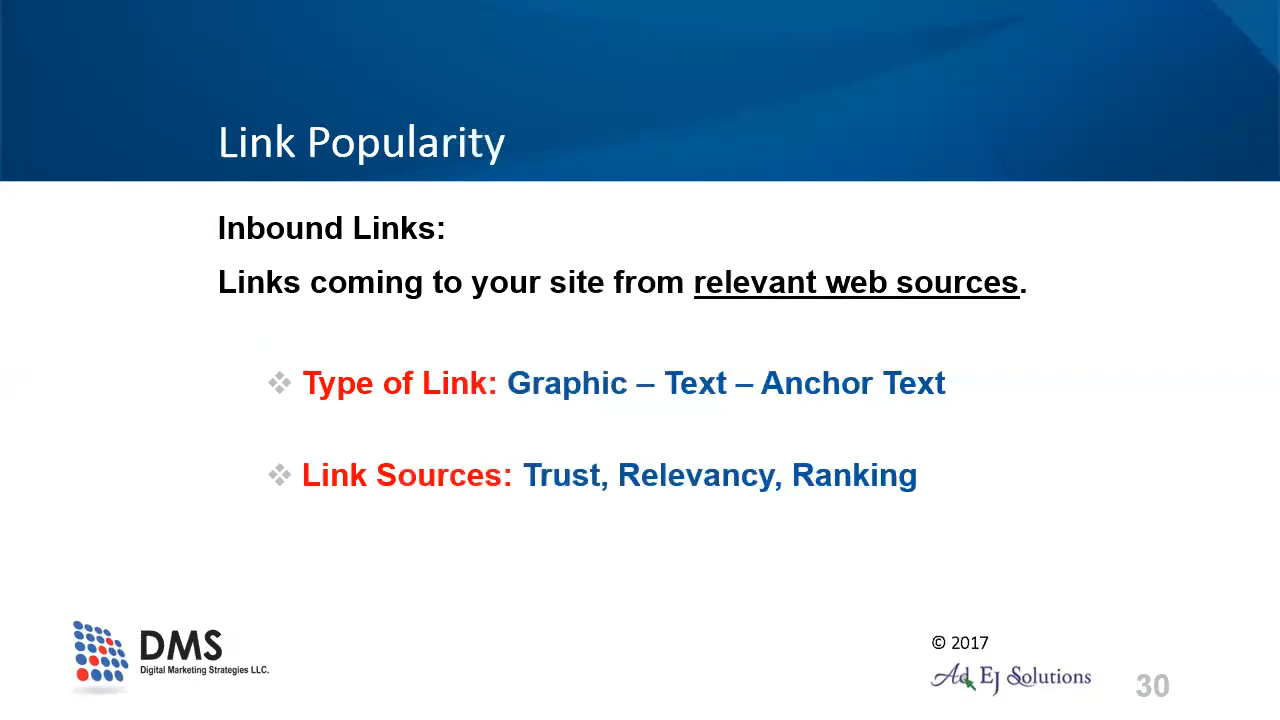 Link Popularity
Inbound Links:
Links coming to your site from relevant web sources.
❖ Type of Link: Graphic – Text – Anchor Text
❖ Link Sources: Trust, Relevancy, Ranking
DMS
Digital Marketing Strategies LLC.
© 2017
Ad Ej Solutions
30